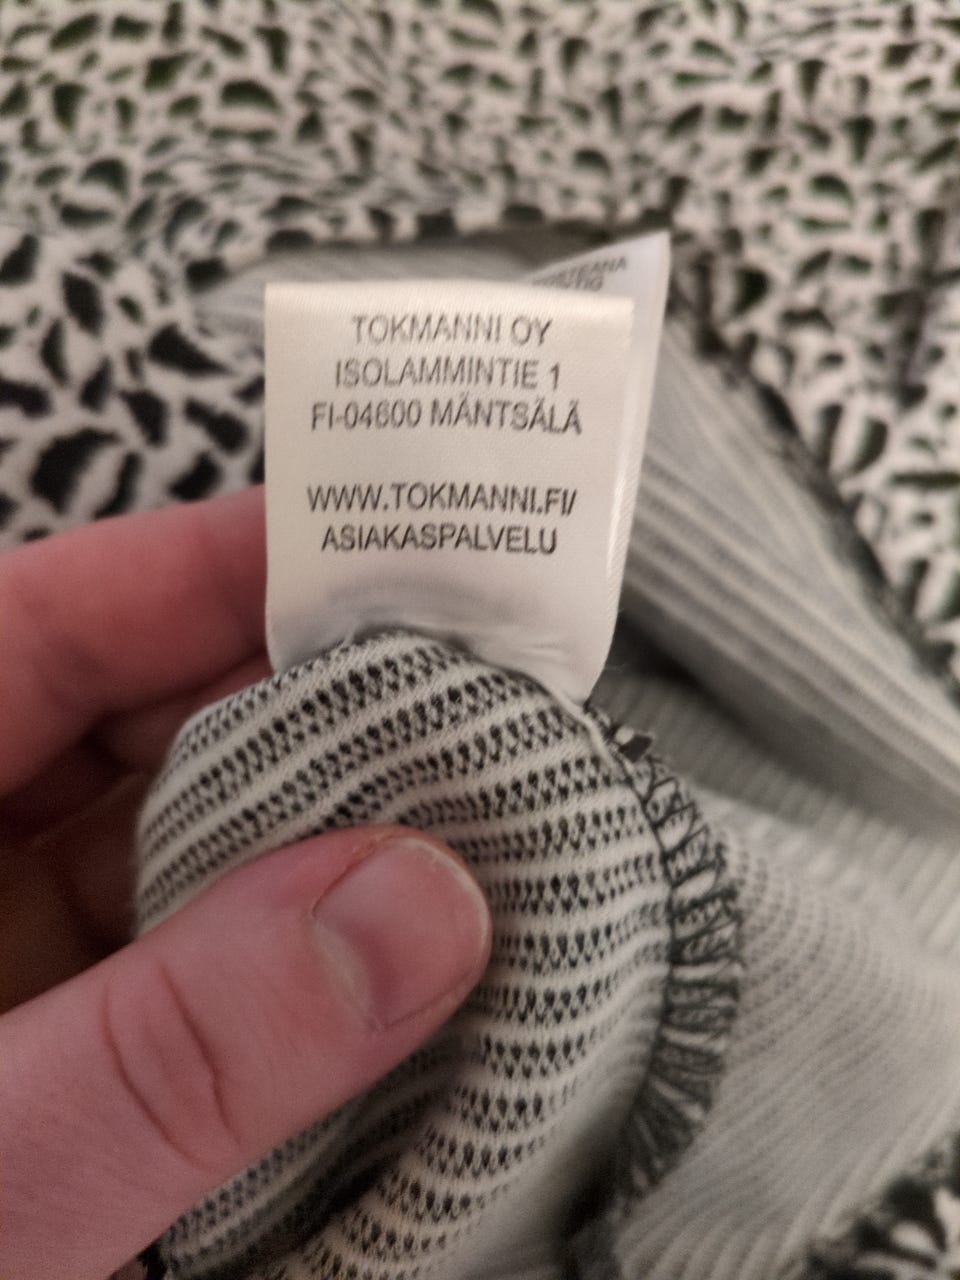 TOKMANNI OY
ISOLAMMINTIE 1
FI-04600 MÄNTSÄLÄ
WWW.TOKMANNI.FI/
ASIAKASPALVELU